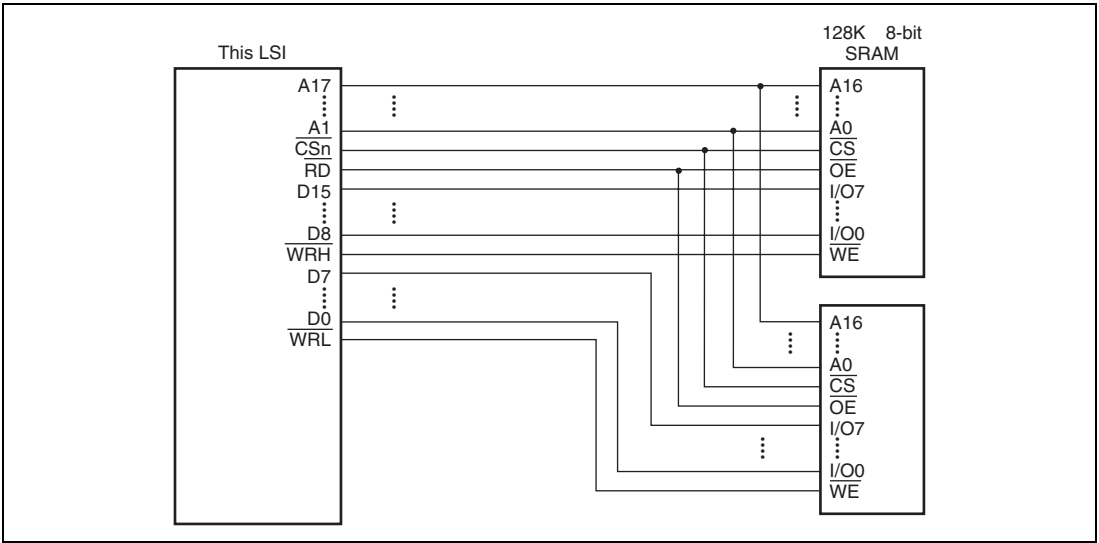 This LSI
A17
A1
CSn
RD
D15
D8
WRH
D7
D0
WRL
128K 8-bit
SRAM
A16
A0
CS
OE
I/O7
I/O0
WE
A16
A0
CS
OE
I/O7
I/O0
WE